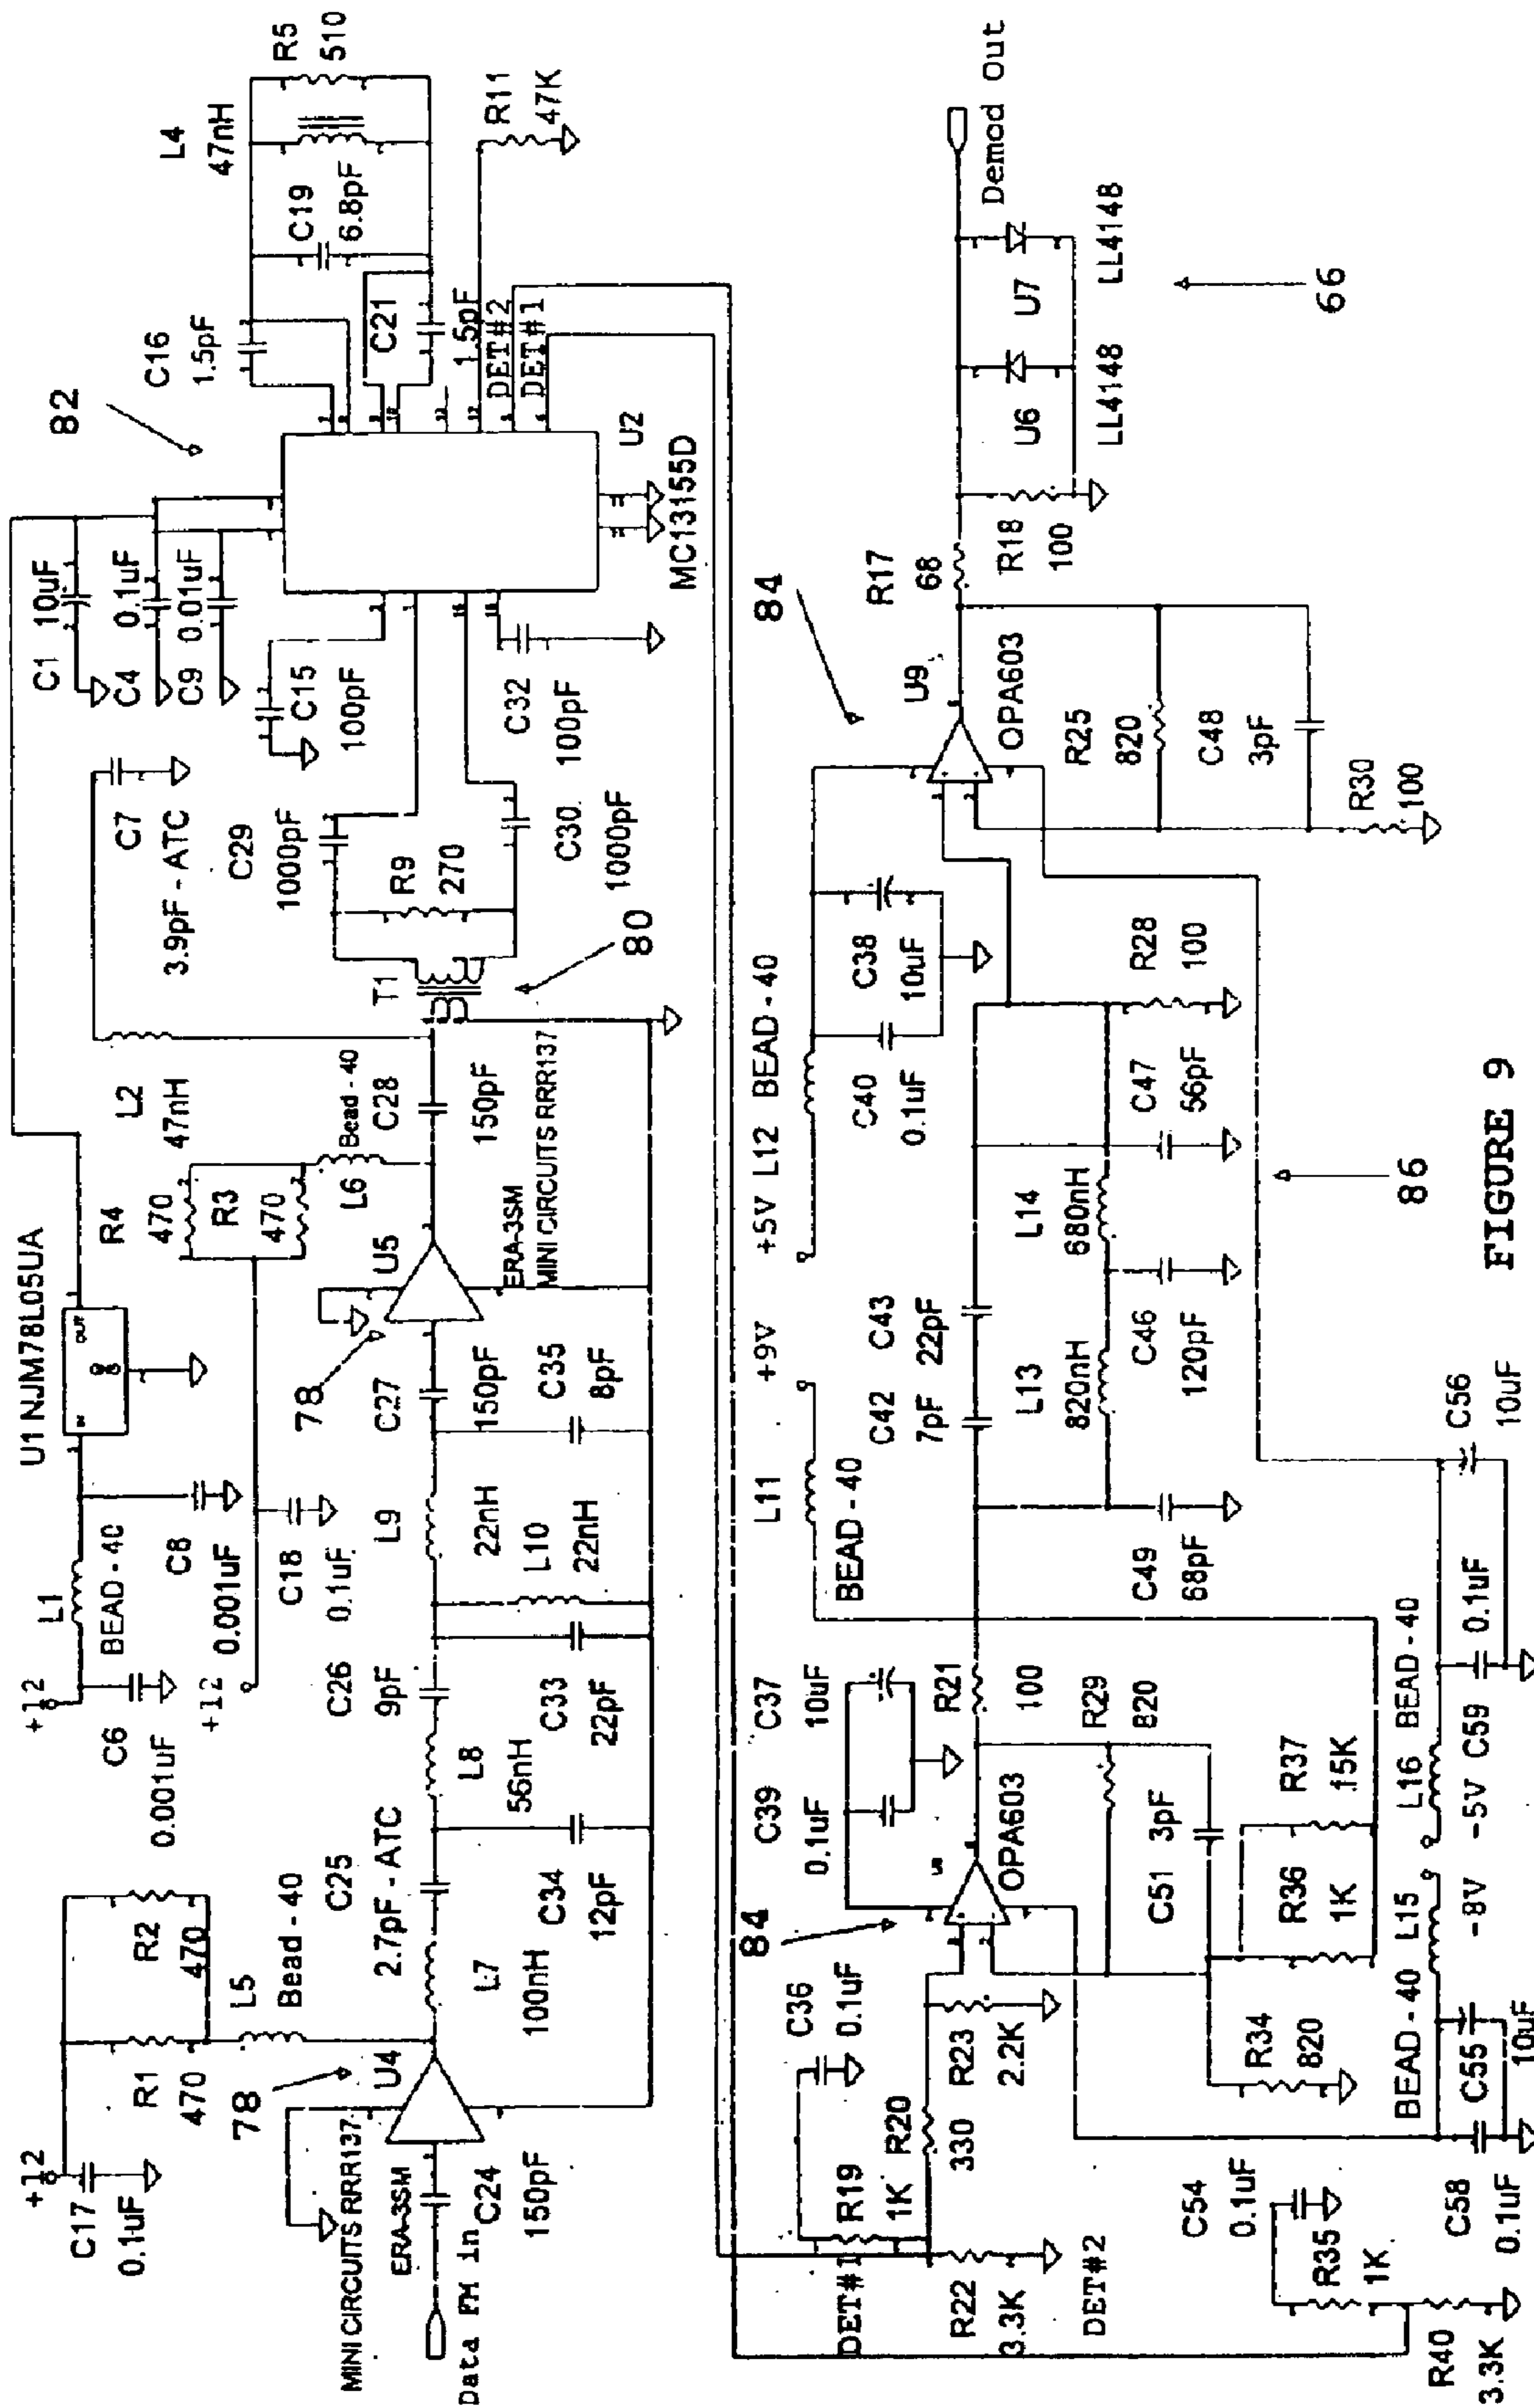 +12
C17
0.1uF
R1
470
R2
470
L5
Bead - 40
78
U4
MINI CIRCUITS RRR137
ERA-3SM
Data FM in
C24
150pF
L7
100nH
C25
2.7pF - ATC
C34
12pF
L8
56nH
C26
9pF
C33
22pF
L9
22nH
L10
22nH
C27
150pF
C35
8pF
78
U5
ERA-3SM
MINI CIRCUITS RRR137
+12
C6
0.001uF
L1
BEAD - 40
C8
0.001uF
+12
C18
0.1uF
U1 NJM78L05UA
IN
OUT
R4
470
R3
470
L6
Bead - 40
C28
150pF
L2
47nH
C7
3.9pF - ATC
T1
80
R9
270
C29
1000pF
C30
1000pF
C15
100pF
C32
100pF
C1
10uF
C4
0.1uF
C9
0.01uF
82
MC13155D
U2
C16
1.5pF
C19
6.8pF
L4
47nH
R5
510
C21
1.5pF
R11
47K
DET#2
DET#1
DET#1
DET#2
R19
1K
R22
3.3K
C36
0.1uF
R20
330
R23
2.2K
84
OPA603
C39
0.1uF
C37
10uF
R21
100
R29
820
C51
3pF
R34
820
R36
1K
R37
15K
C54
0.1uF
R35
1K
R40
3.3K
C58
0.1uF
C55
10uF
BEAD - 40 L15
-8V
-5V
L16 BEAD - 40
C59
0.1uF
C56
10uF
L11
BEAD - 40
+9V
+5V
L12 BEAD - 40
C49
68pF
C42
7pF
C43
22pF
L13
820nH
L14
680nH
C46
120pF
C47
56pF
R28
100
C40
0.1uF
C38
10uF
84
U9
OPA603
R25
820
C48
3pF
R30
100
R17
68
R18
100
U6
LL4148
U7
LL4148
Demod Out
66
86
FIGURE 9